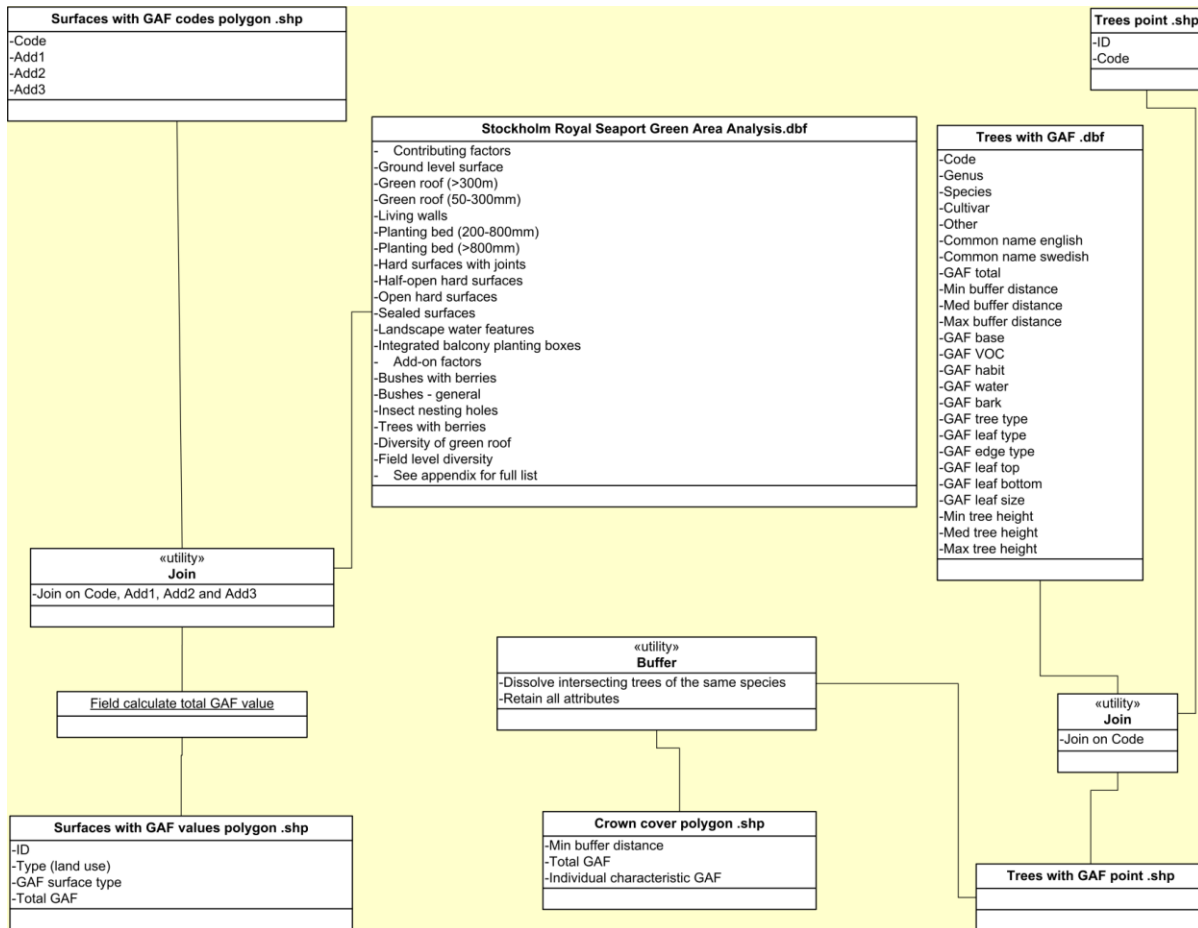 Surfaces with GAF codes polygon .shp
-Code
-Add1
-Add2
-Add3
Trees point .shp
-ID
-Code
Stockholm Royal Seaport Green Area Analysis.dbf
- Contributing factors
-Ground level surface
-Green roof (>300m)
-Green roof (50-300mm)
-Living walls
-Planting bed (200-800mm)
-Planting bed (>800mm)
-Hard surfaces with joints
-Half-open hard surfaces
-Open hard surfaces
-Sealed surfaces
-Landscape water features
-Integrated balcony planting boxes
- Add-on factors
-Bushes with berries
-Bushes - general
-Insect nesting holes
-Trees with berries
-Diversity of green roof
-Field level diversity
- See appendix for full list
Trees with GAF .dbf
-Code
-Genus
-Species
-Cultivar
-Other
-Common name english
-Common name swedish
-GAF total
-Min buffer distance
-Med buffer distance
-Max buffer distance
-GAF base
-GAF VOC
-GAF habit
-GAF water
-GAF bark
-GAF tree type
-GAF leaf type
-GAF edge type
-GAF leaf top
-GAF leaf bottom
-GAF leaf size
-Min tree height
-Med tree height
-Max tree height
«utility»
Join
-Join on Code, Add1, Add2 and Add3
Field calculate total GAF value
«utility»
Buffer
-Dissolve intersecting trees of the same species
-Retain all attributes
«utility»
Join
-Join on Code
Surfaces with GAF values polygon .shp
-ID
-Type (land use)
-GAF surface type
-Total GAF
Crown cover polygon .shp
-Min buffer distance
-Total GAF
-Individual characteristic GAF
Trees with GAF point .shp